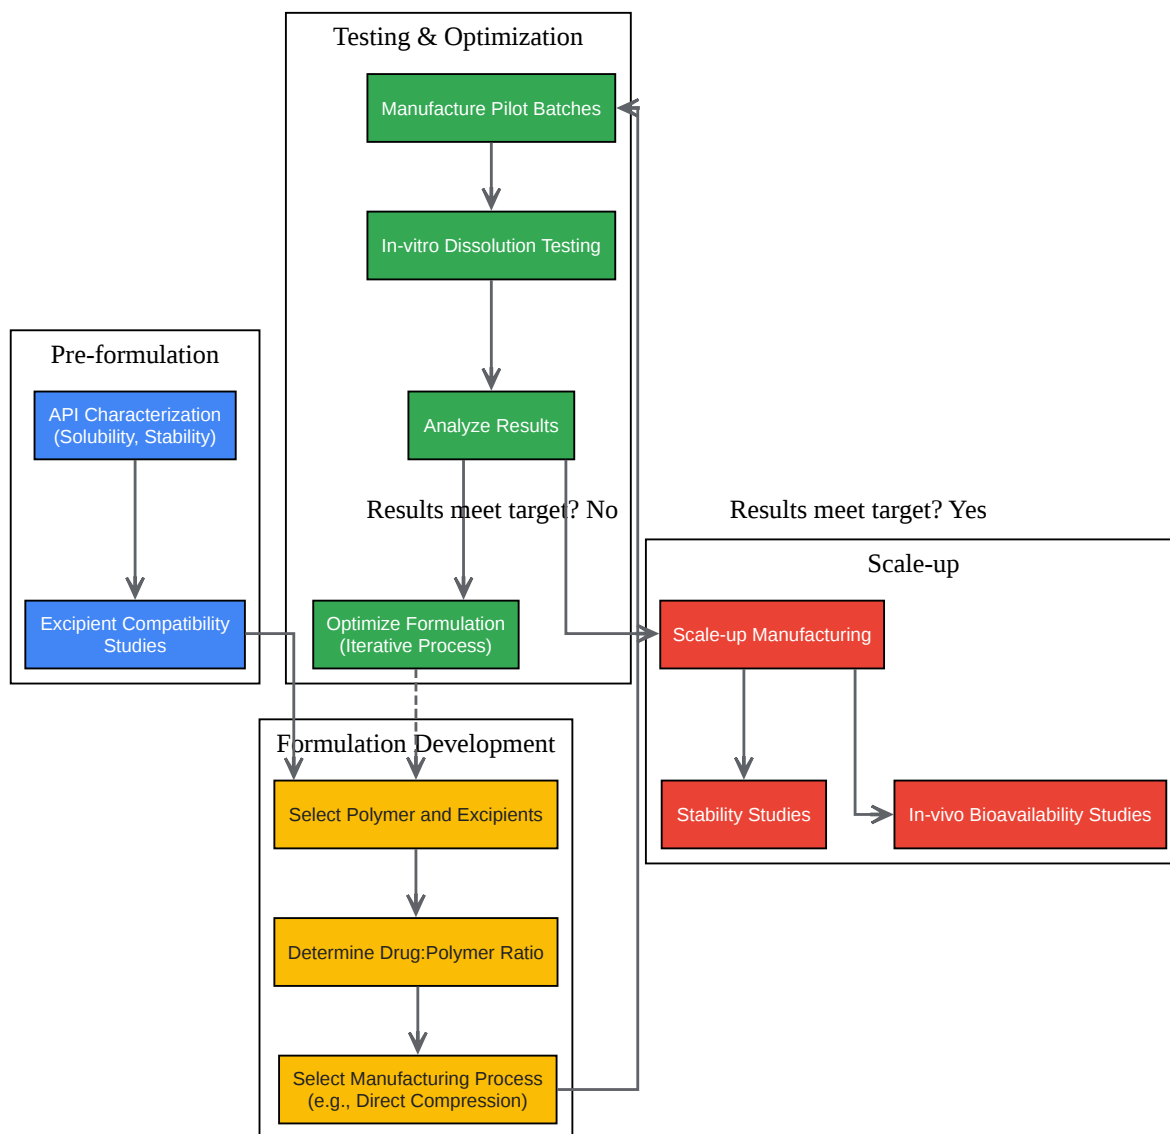 Testing & Optimization
Manufacture Pilot Batches
In-vitro Dissolution Testing
Pre-formulation
API Characterization
(Solubility, Stability)
Analyze Results
Results meet target? No
Results meet target? Yes
Scale-up
Excipient Compatibility
Studies
Optimize Formulation
(Iterative Process)
Scale-up Manufacturing
Formulation Development
Select Polymer and Excipients
Stability Studies
In-vivo Bioavailability Studies
Determine Drug:Polymer Ratio
Select Manufacturing Process
(e.g., Direct Compression)